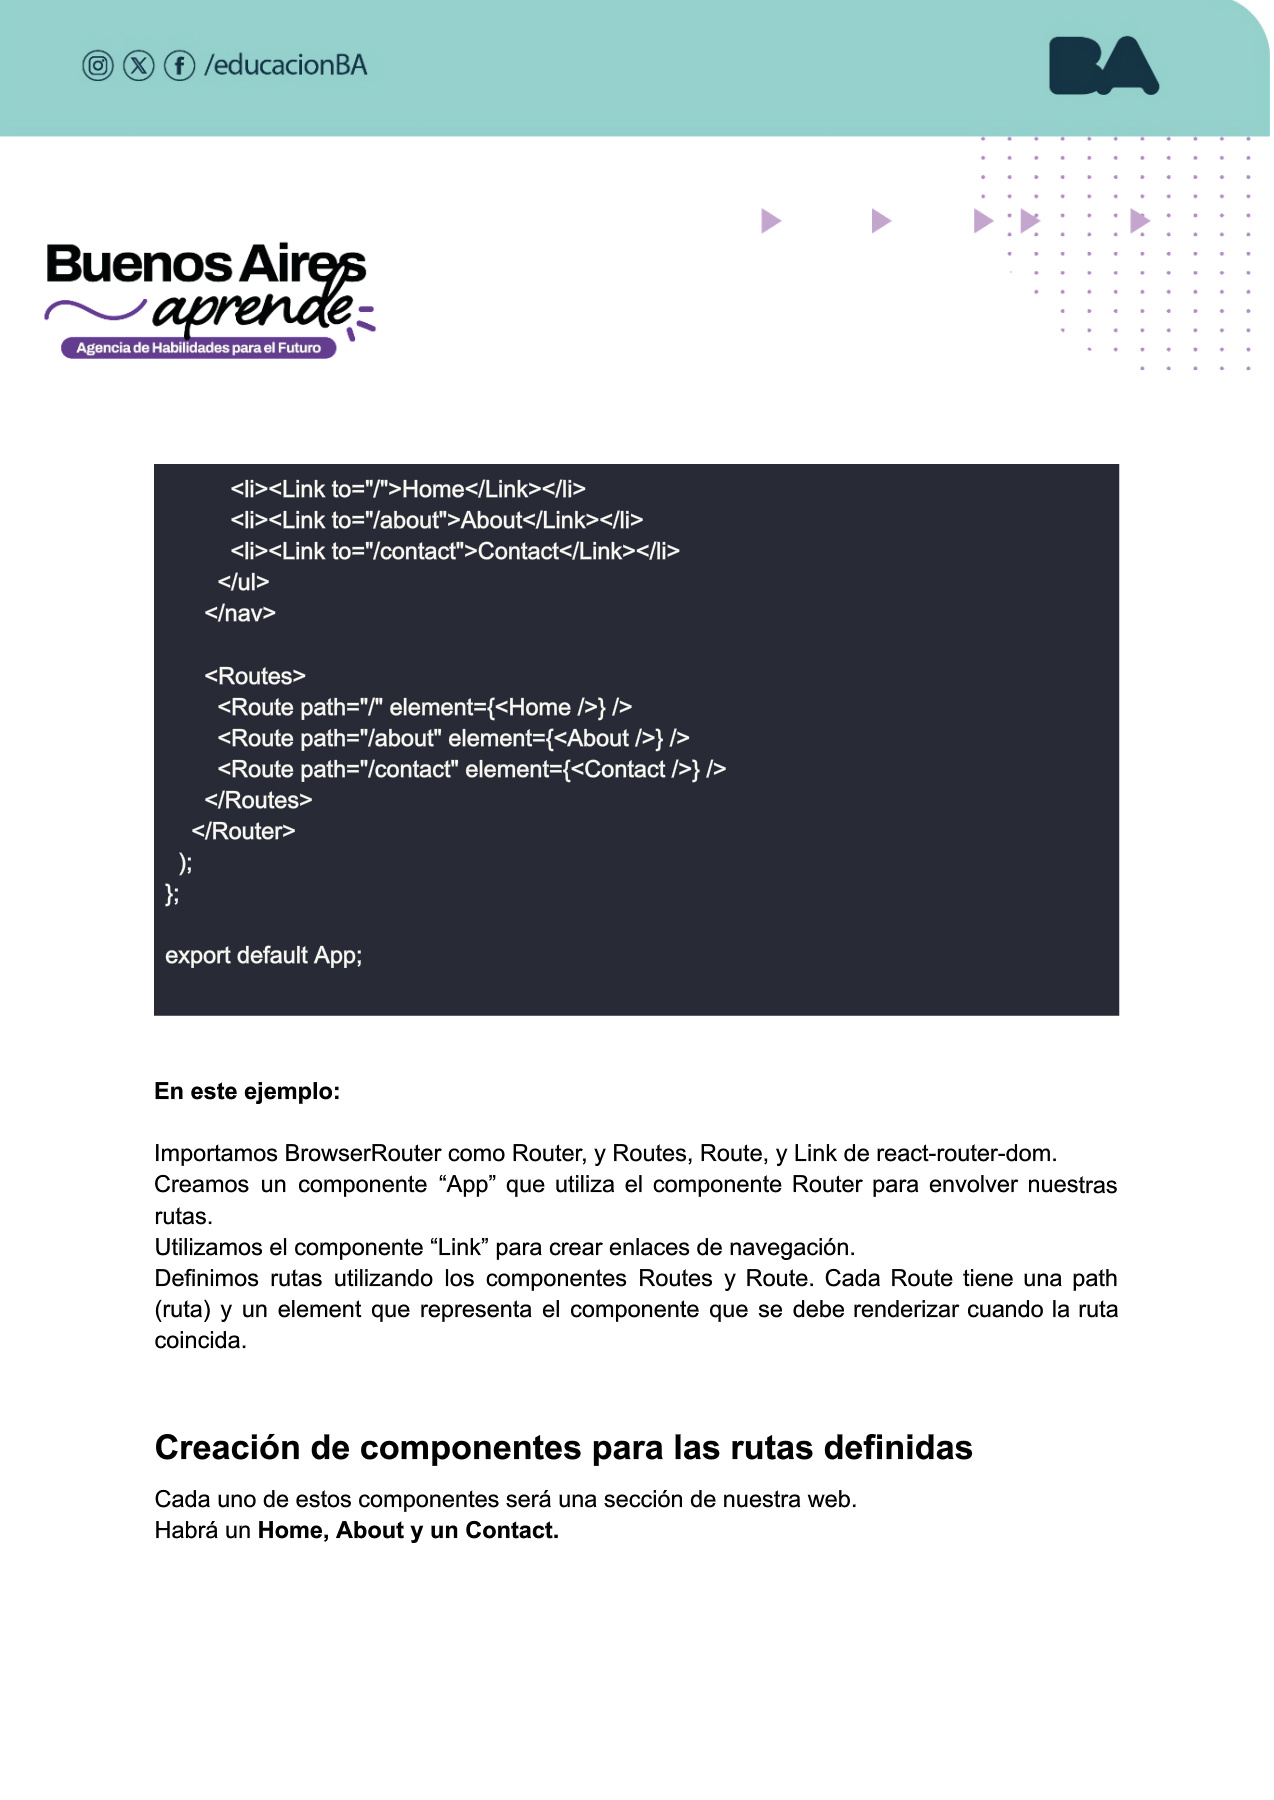 /educacionBA
BA
Buenos Aires
aprende
Agencia de Habilidades para el Futuro
<li><Link to="/">Home</Link></li>
<li><Link to="/about">About</Link></li>
<li><Link to="/contact">Contact</Link></li>
</ul>
</nav>
<Routes>
<Route path="/" element={<Home />} />
<Route path="/about" element={<About />} />
<Route path="/contact" element={<Contact />} />
</Routes>
</Router>
);
};
export default App;
En este ejemplo:
Importamos BrowserRouter como Router, y Routes, Route, y Link de react-router-dom.
Creamos un componente “App” que utiliza el componente Router para envolver nuestras
rutas.
Utilizamos el componente “Link” para crear enlaces de navegación.
Definimos rutas utilizando los componentes Routes y Route. Cada Route tiene una path
(ruta) y un element que representa el componente que se debe renderizar cuando la ruta
coincida.
Creación de componentes para las rutas definidas
Cada uno de estos componentes será una sección de nuestra web.
Habrá un Home, About y un Contact.